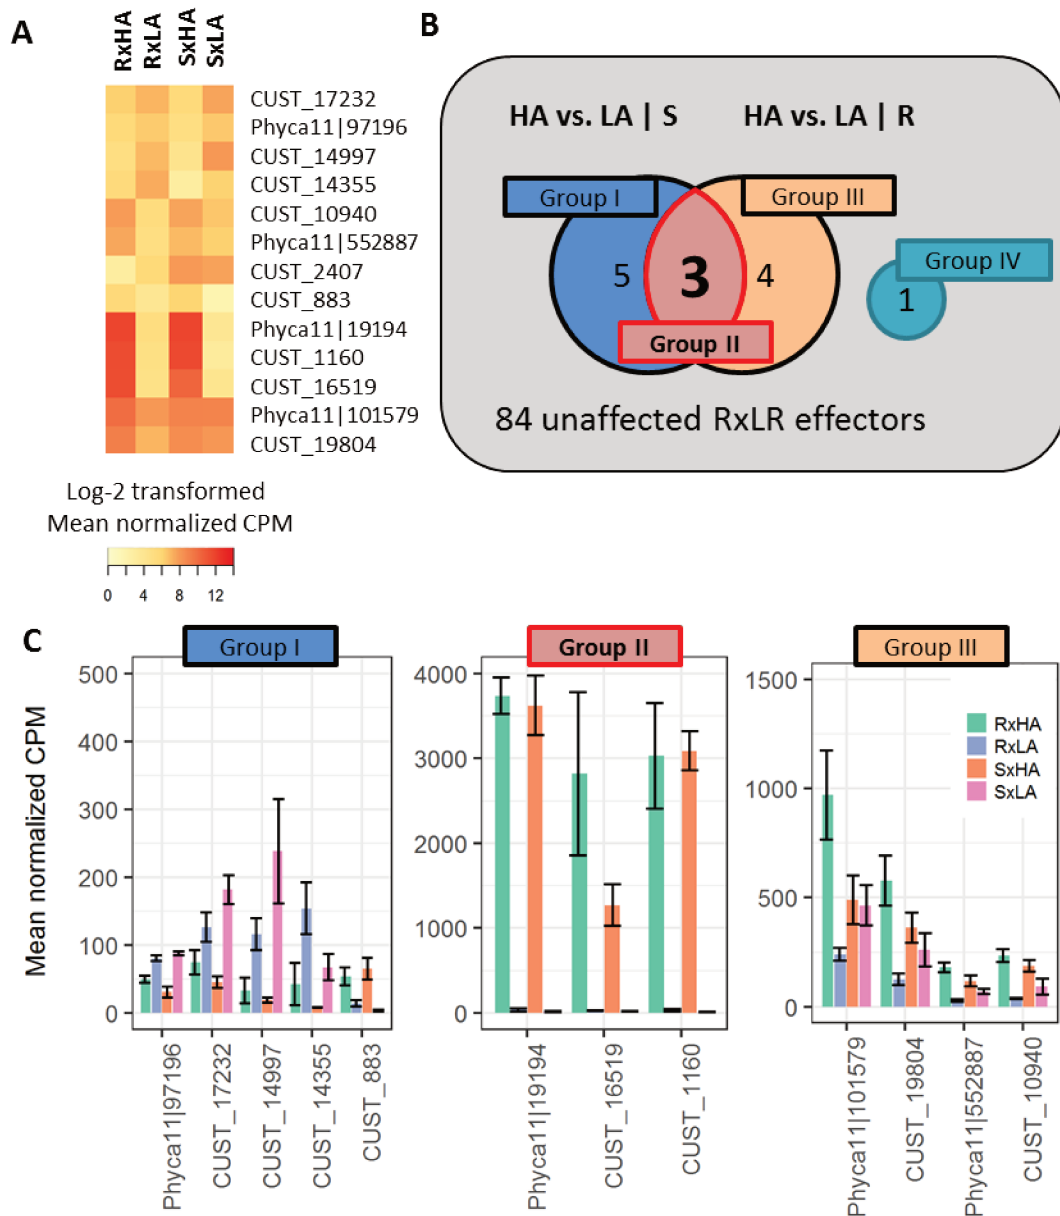 A
RxHA
RxLA
SxHA
SxLA
CUST_17232
Phyca11|97196
CUST_14997
CUST_14355
CUST_10940
Phyca11|552887
CUST_2407
CUST_883
Phyca11|19194
CUST_1160
CUST_16519
Phyca11|101579
CUST_19804
Log-2 transformed
Mean normalized CPM
0 4 8 12
B
HA vs. LA | S HA vs. LA | R
Group I Group III
Group IV
5 3 4 1
Group II
84 unaffected RxLR effectors
C
Group I
Mean normalized CPM
500
400
300
200
100
0
Phyca11|97196
CUST_17232
CUST_14997
CUST_14355
CUST_883
Group II
4000
3000
2000
1000
0
Phyca11|19194
CUST_16519
CUST_1160
Group III
1500
1000
500
0
RxHA
RxLA
SxHA
SxLA
Phyca11|101579
CUST_19804
Phyca11|552887
CUST_10940